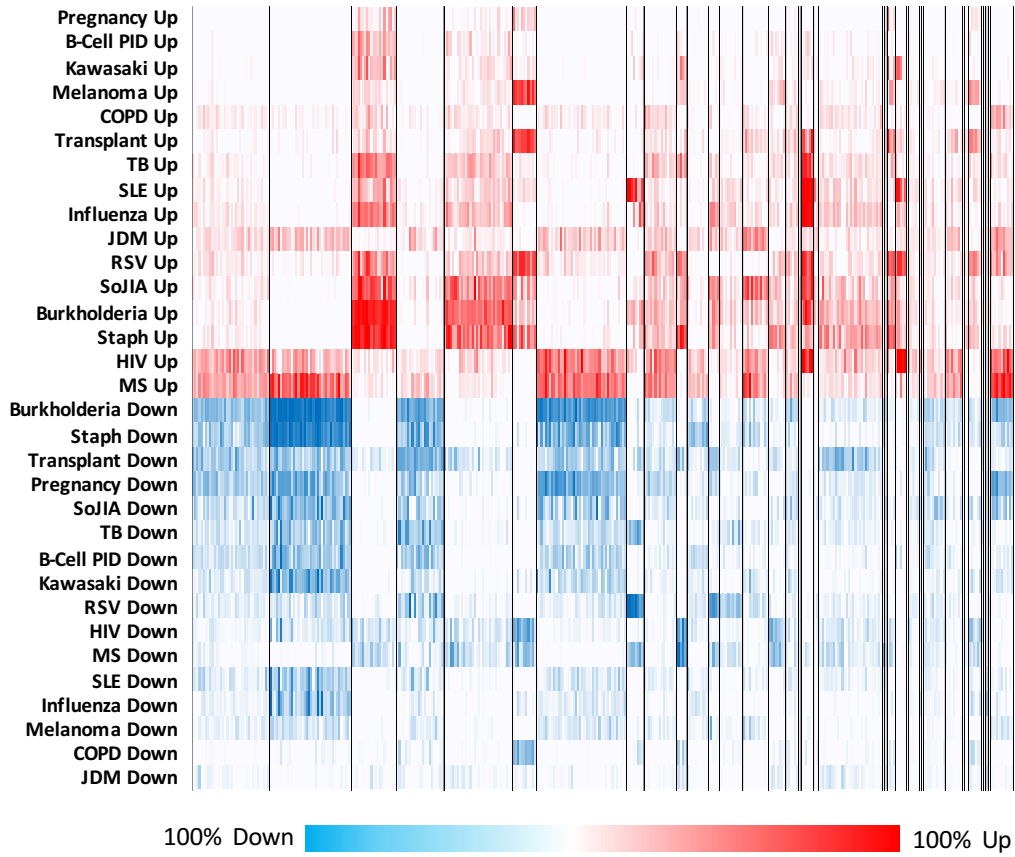 Pregnancy Up
B-Cell PID Up
Kawasaki Up
Melanoma Up
COPD Up
Transplant Up
TB Up
SLE Up
Influenza Up
JDM Up
RSV Up
SoJIA Up
Burkholderia Up
Staph Up
HIV Up
MS Up
Burkholderia Down
Staph Down
Transplant Down
Pregnancy Down
SoJIA Down
TB Down
B-Cell PID Down
Kawasaki Down
RSV Down
HIV Down
MS Down
SLE Down
Influenza Down
Melanoma Down
COPD Down
JDM Down
100% Down 100% Up